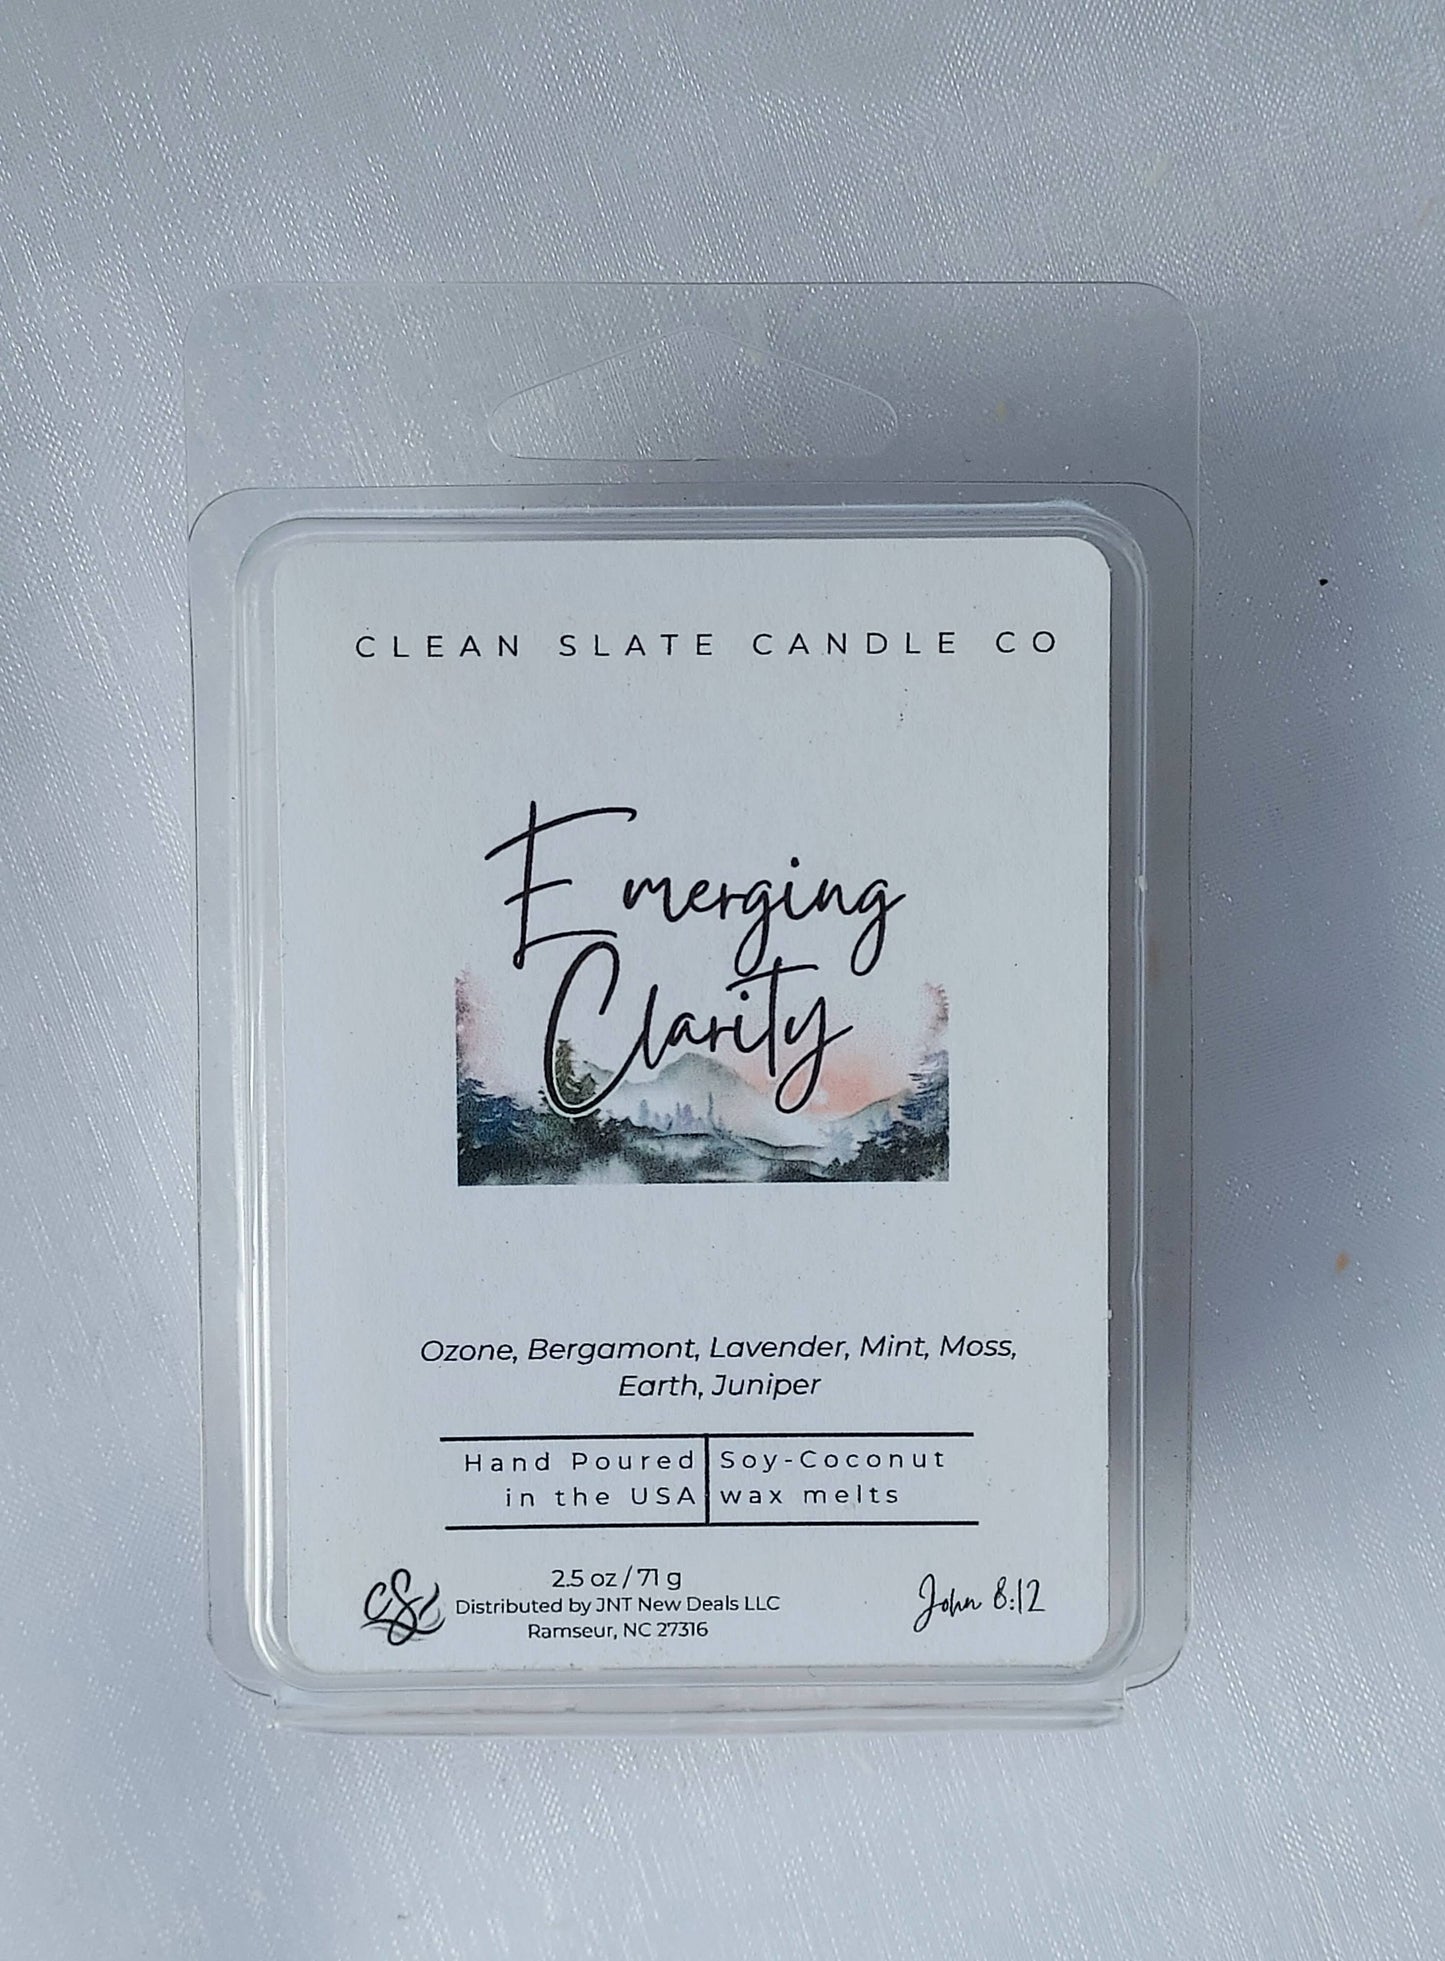 CLEAN SLATE CANDLE CO
Emerging
Clarity
Ozone, Bergamont, Lavender, Mint, Moss,
Earth, Juniper
Hand Poured
in the USA
Soy-Coconut
wax melts
CSC
2.5 oz / 71 g
Distributed by JNT New Deals LLC
Ramseur, NC 27316
John 8:12